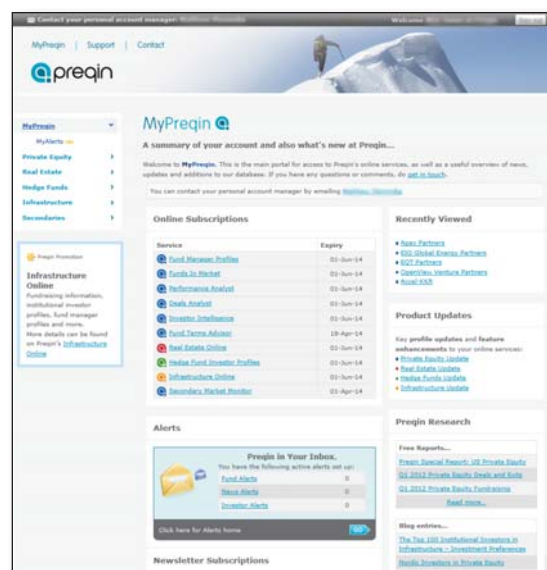 Contact your personal account manager:
Welcome
MyPreqin | Support | Contact
preqin
MyPreqin
MyAlerts
Private Equity
Real Estate
Hedge Funds
Infrastructure
Secondaries
Preqin Promotion
Infrastructure
Online
Fundraising information,
institutional investor
profiles, fund manager
profiles and more.
More details can be found
on Preqin's Infrastructure
Online
MyPreqin
A summary of your account and also what's new at Preqin...
Welcome to MyPreqin. This is the main portal for access to Preqin's online services, as well as a useful overview of news,
updates and additions to our database. If you have any questions or comments, do get in touch.
You can contact your personal account manager by emailing
Online Subscriptions
Service Expiry
Fund Manager Profiles 01-Jun-14
Funds In Market 01-Jun-14
Performance Analyst 01-Jun-14
Deals Analyst 01-Jun-14
Investor Intelligence 01-Jun-14
Fund Terms Advisor 18-Apr-14
Real Estate Online 01-Jun-14
Hedge Fund Investor Profiles 01-Jun-14
Infrastructure Online 01-Jun-14
Secondary Market Monitor 01-Apr-14
Alerts
Preqin in Your Inbox.
You have the following active alerts set up:
Fund Alerts 0
News Alerts 0
Investor Alerts 0
Click here for Alerts home GO
Newsletter Subscriptions
Recently Viewed
Apax Partners
EIG Global Energy Partners
EQT Partners
OpenView Venture Partners
Accel-KKR
Product Updates
Key profile updates and feature
enhancements to your online services:
Private Equity Update
Real Estate Update
Hedge Funds Update
Infrastructure Update
Preqin Research
Free Reports...
Preqin Special Report: US Private Equity
Q1 2012 Private Equity Deals and Exits
Q1 2012 Private Equity Fundraising
Read more...
Blog entries...
The Top 100 Institutional Investors in
Infrastructure – Investment Preferences
Nordic Investors in Private Equity